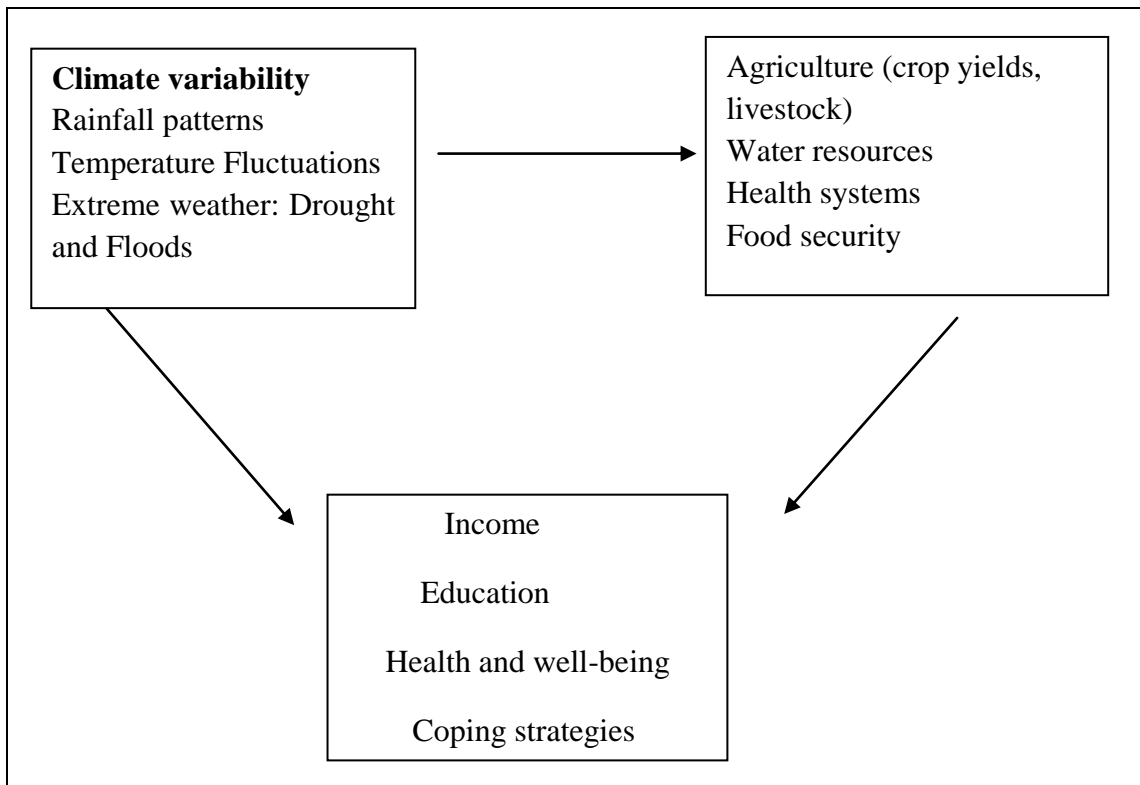 Climate variability
Rainfall patterns
Temperature Fluctuations
Extreme weather: Drought
and Floods
Agriculture (crop yields,
livestock)
Water resources
Health systems
Food security
Income
Education
Health and well-being
Coping strategies